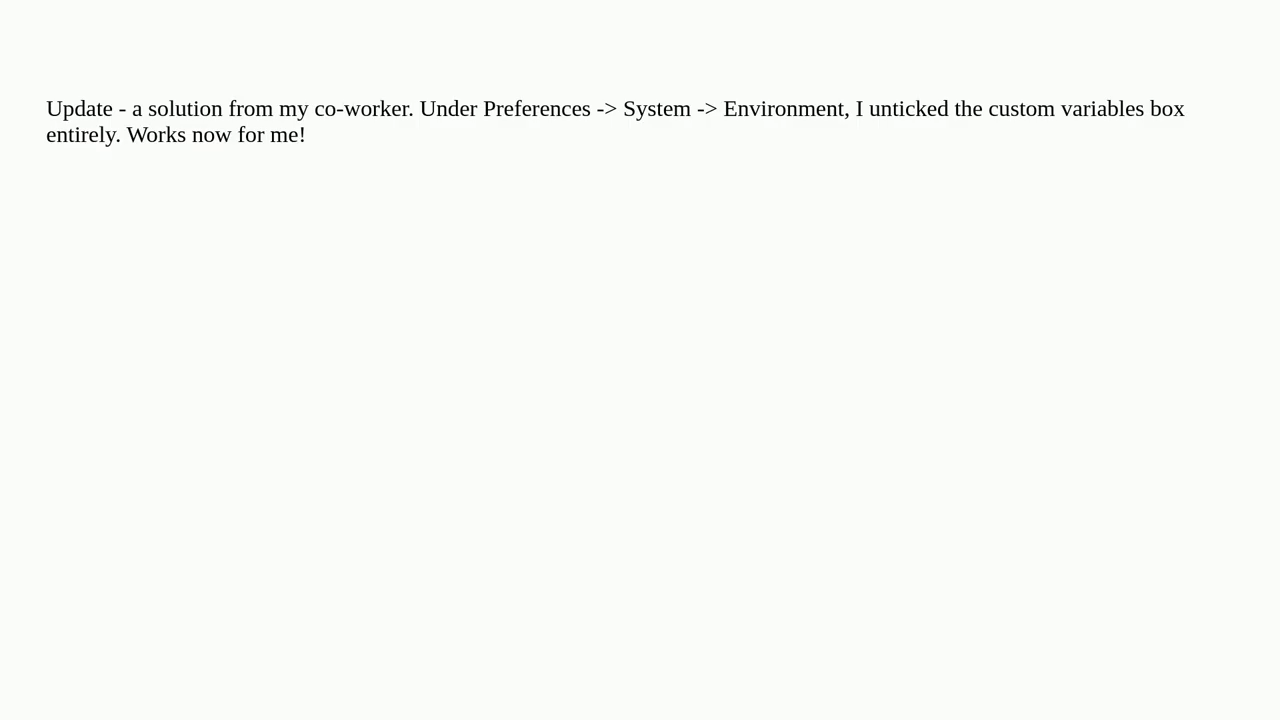 Update - a solution from my co-worker. Under Preferences -> System -> Environment, I unticked the custom variables box
entirely. Works now for me!